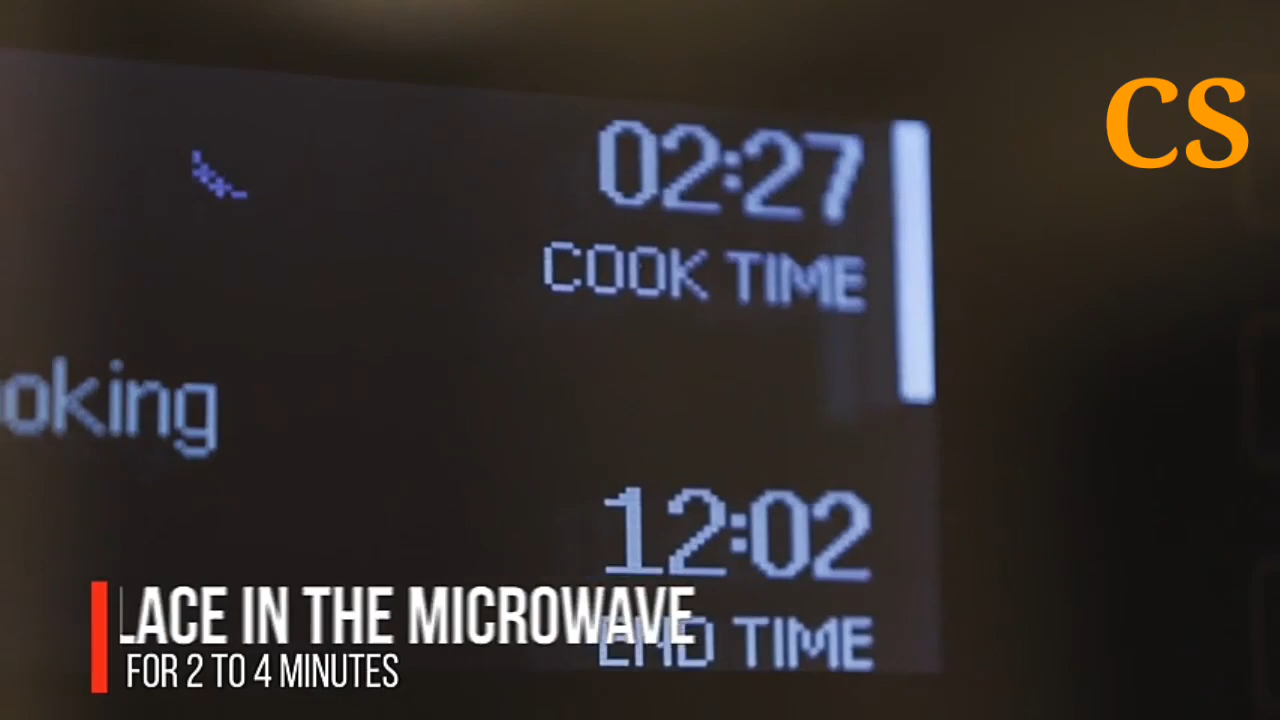 CS
02:27
COOK TIME
oking
12:02
END TIME
LACE IN THE MICROWAVE
FOR 2 TO 4 MINUTES